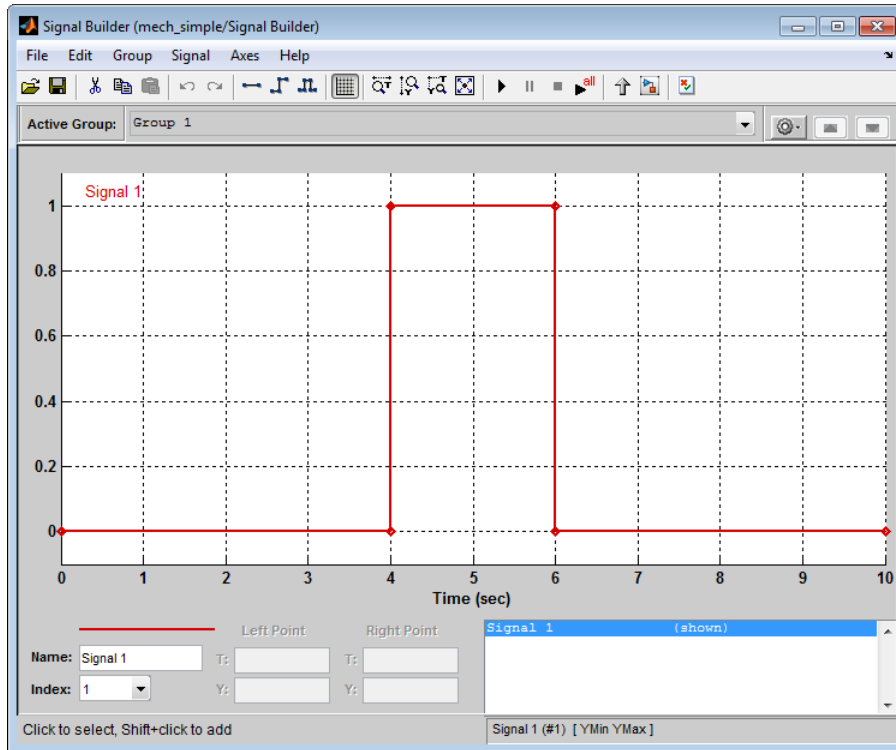 Signal Builder (mech_simple/Signal Builder)
File Edit Group Signal Axes Help
all
Active Group: Group 1
Signal 1
1
0.8
0.6
0.4
0.2
0
0 1 2 3 4 5 6 7 8 9 10
Time (sec)
Left Point Right Point
Name: Signal 1 T: T:
Index: 1 Y: Y:
Signal 1 (shown)
Click to select, Shift+click to add
Signal 1 (#1) [ YMin YMax ]